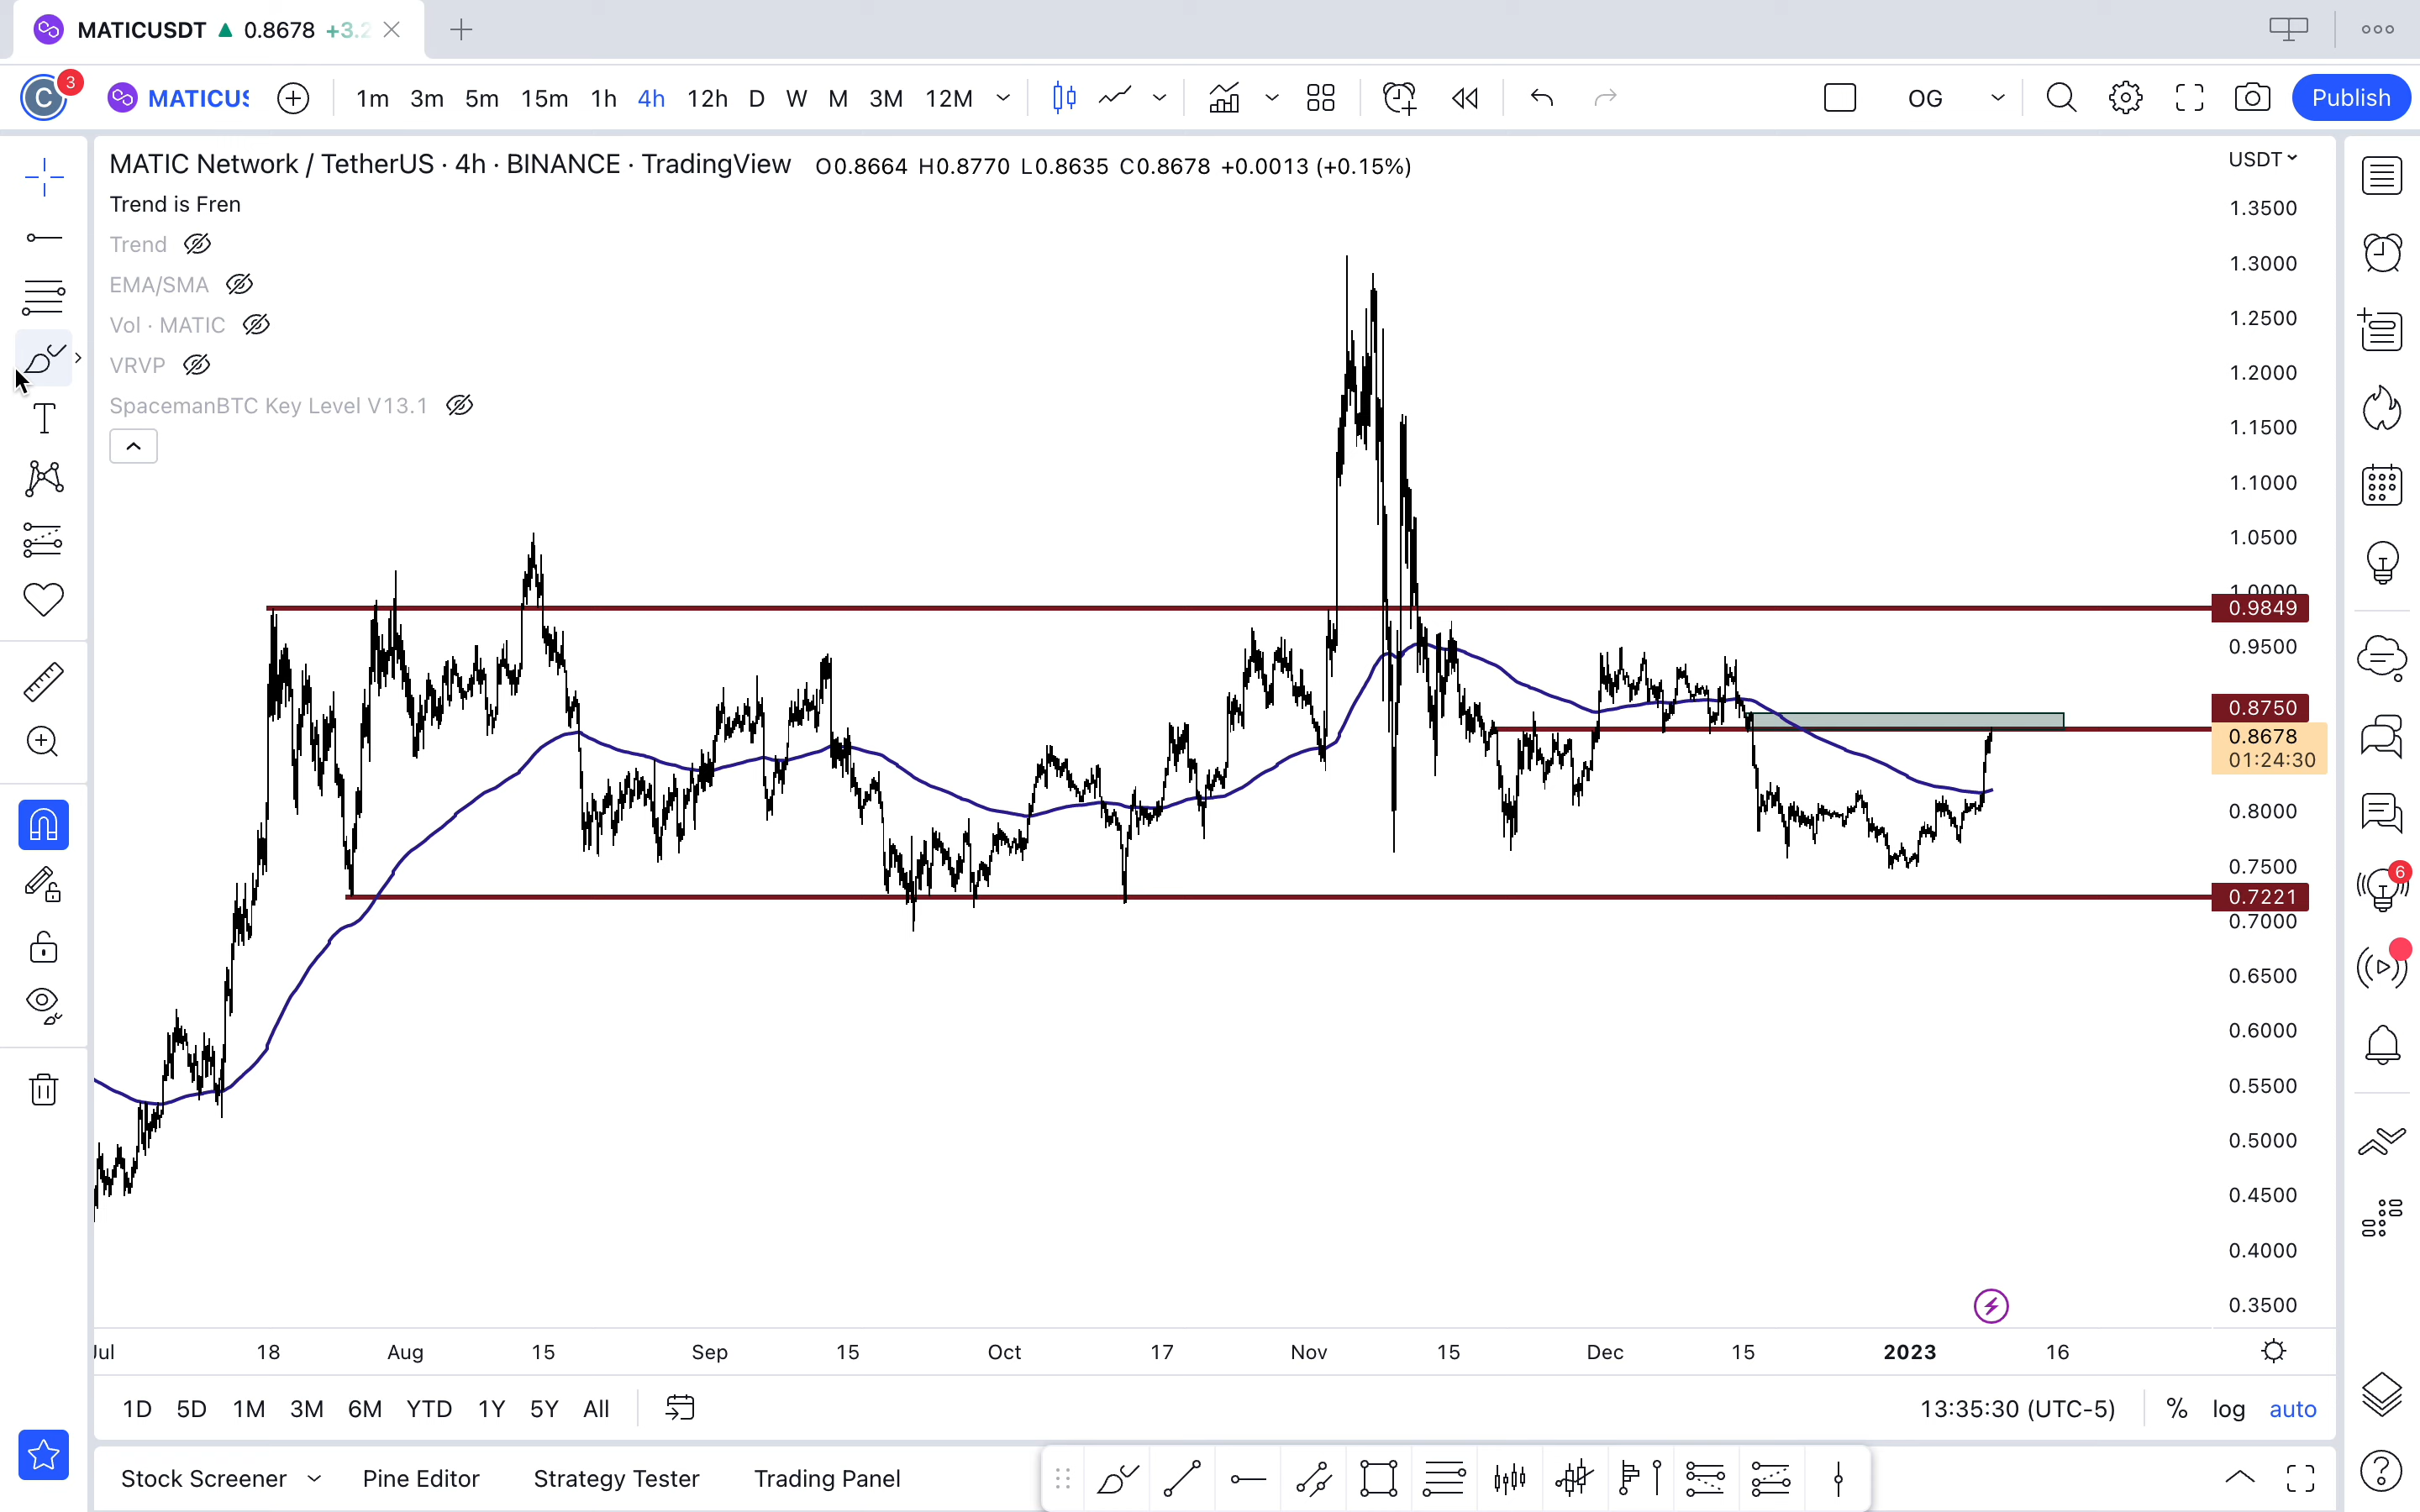 MATICUSDT ▲ 0.8678 +3.2
C 3 MATICUS 1m 3m 5m 15m 1h 4h 12h D W M 3M 12M OG Publish
MATIC Network / TetherUS · 4h · BINANCE · TradingView O0.8664 H0.8770 L0.8635 C0.8678 +0.0013 (+0.15%)
USDT
Trend is Fren
Trend
EMA/SMA
Vol · MATIC
VRVP
SpacemanBTC Key Level V13.1
1.3500
1.3000
1.2500
1.2000
1.1500
1.1000
1.0500
1.0000
0.9849
0.9500
0.8750
0.8678
01:24:30
0.8000
0.7500
0.7221
0.7000
0.6500
0.6000
0.5500
0.5000
0.4500
0.4000
0.3500
6
Jul 18 Aug 15 Sep 15 Oct 17 Nov 15 Dec 15 2023 16
1D 5D 1M 3M 6M YTD 1Y 5Y All 13:35:30 (UTC-5) % log auto
Stock Screener Pine Editor Strategy Tester Trading Panel